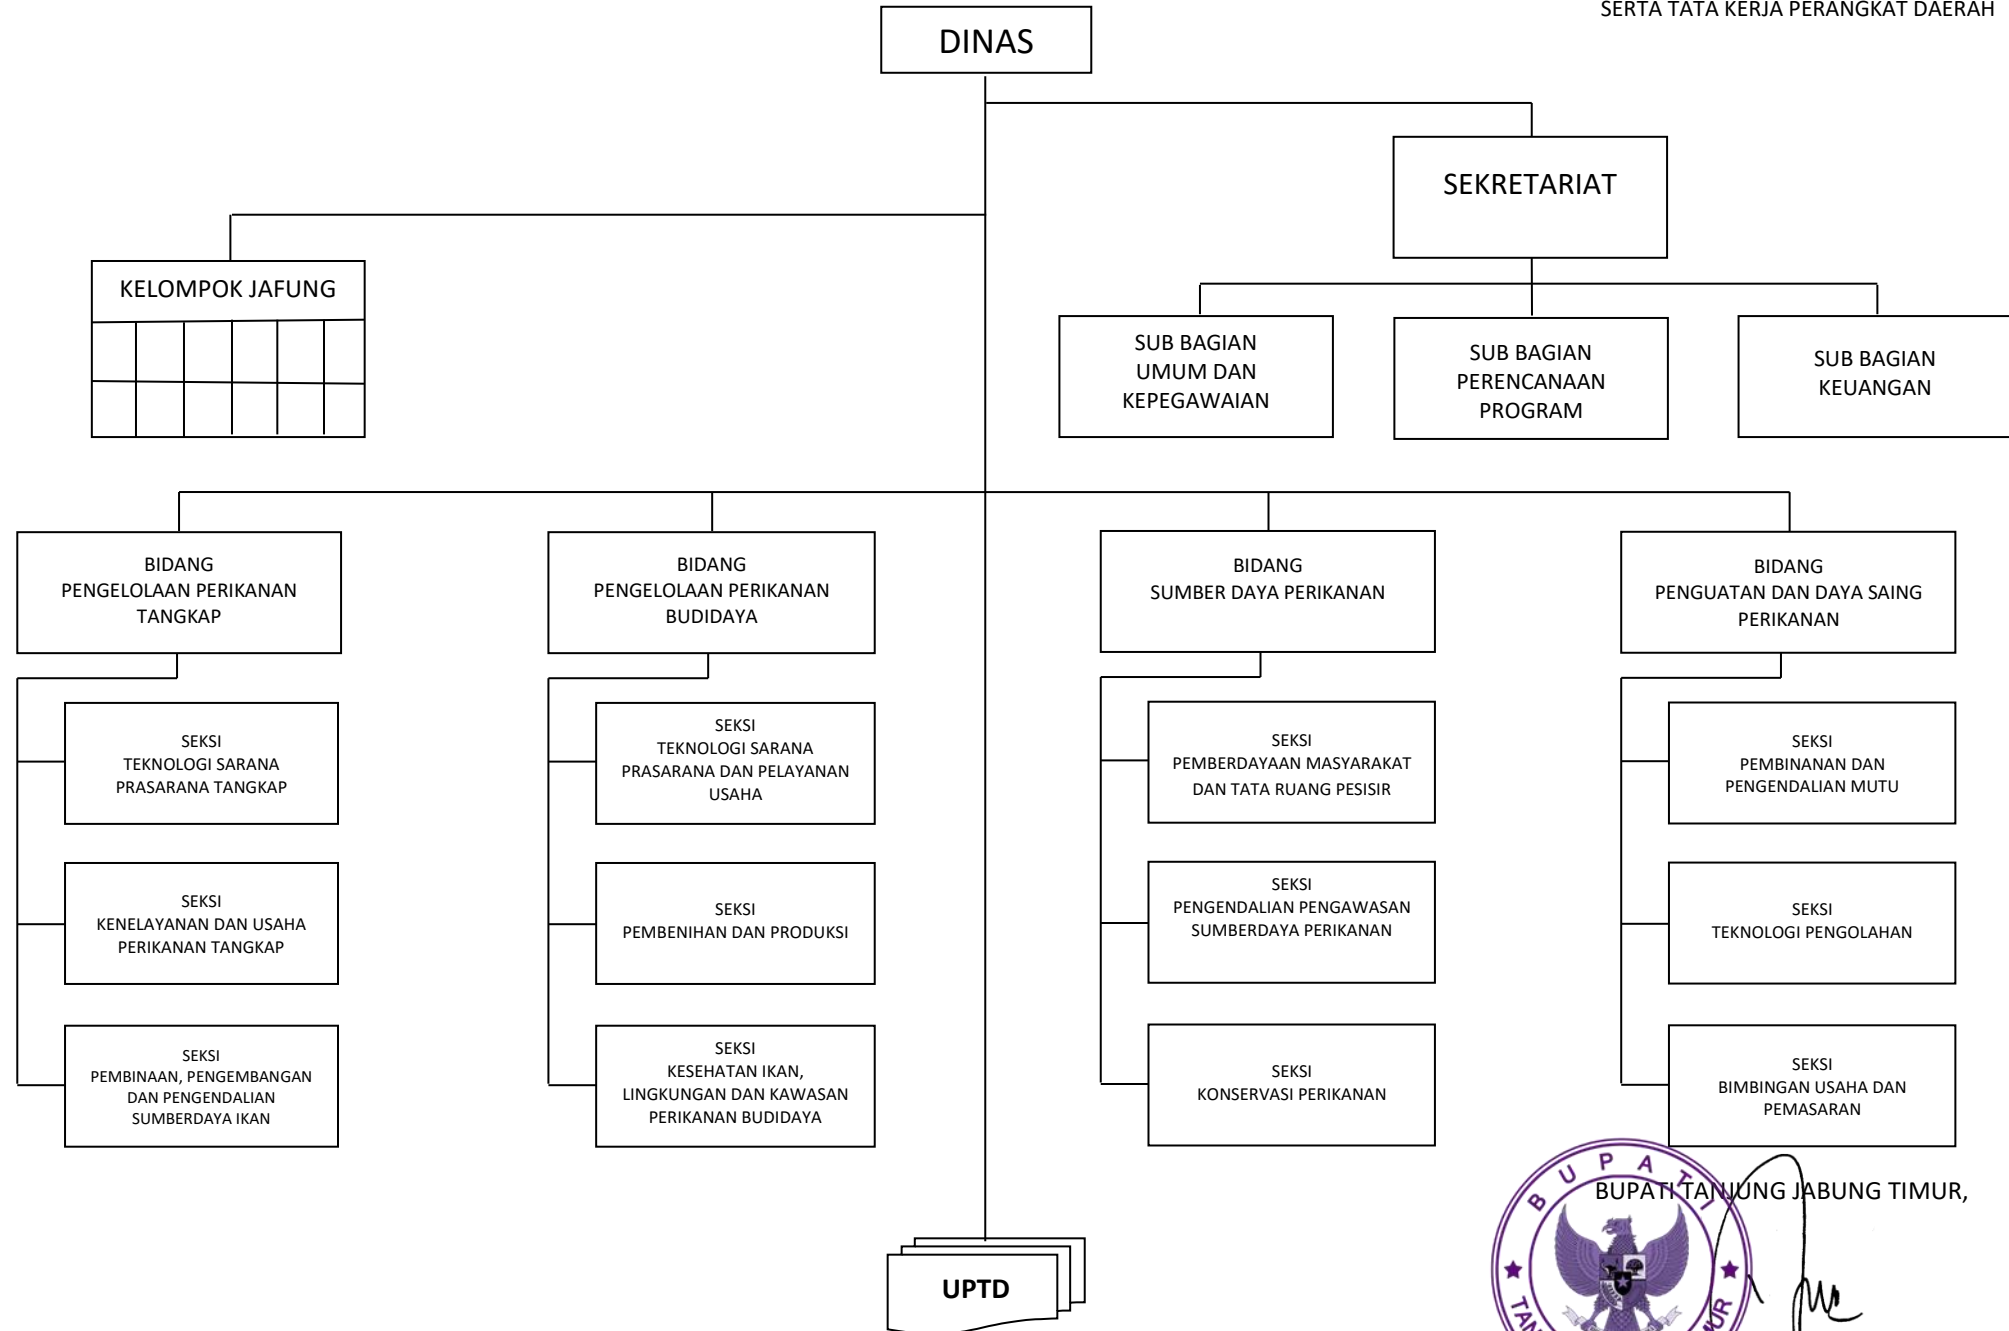 SERTA TATA KERJA PERANGKAT DAERAH
DINAS
SEKRETARIAT
KELOMPOK JAFUNG
SUB BAGIAN
UMUM DAN
KEPEGAWAIAN
SUB BAGIAN
PERENCANAAN
PROGRAM
SUB BAGIAN
KEUANGAN
BIDANG
PENGELOLAAN PERIKANAN
TANGKAP
BIDANG
PENGELOLAAN PERIKANAN
BUDIDAYA
BIDANG
SUMBER DAYA PERIKANAN
BIDANG
PENGUATAN DAN DAYA SAING
PERIKANAN
SEKSI
TEKNOLOGI SARANA
PRASARANA TANGKAP
SEKSI
TEKNOLOGI SARANA
PRASARANA DAN PELAYANAN
USAHA
SEKSI
PEMBERDAYAAN MASYARAKAT
DAN TATA RUANG PESISIR
SEKSI
PEMBINANAN DAN
PENGENDALIAN MUTU
SEKSI
KENELAYANAN DAN USAHA
PERIKANAN TANGKAP
SEKSI
PEMBENIHAN DAN PRODUKSI
SEKSI
PENGENDALIAN PENGAWASAN
SUMBERDAYA PERIKANAN
SEKSI
TEKNOLOGI PENGOLAHAN
SEKSI
PEMBINAAN, PENGEMBANGAN
DAN PENGENDALIAN
SUMBERDAYA IKAN
SEKSI
KESEHATAN IKAN,
LINGKUNGAN DAN KAWASAN
PERIKANAN BUDIDAYA
SEKSI
KONSERVASI PERIKANAN
SEKSI
BIMBINGAN USAHA DAN
PEMASARAN
BUPATI TANJUNG JABUNG TIMUR,
BUPATI
UPTD